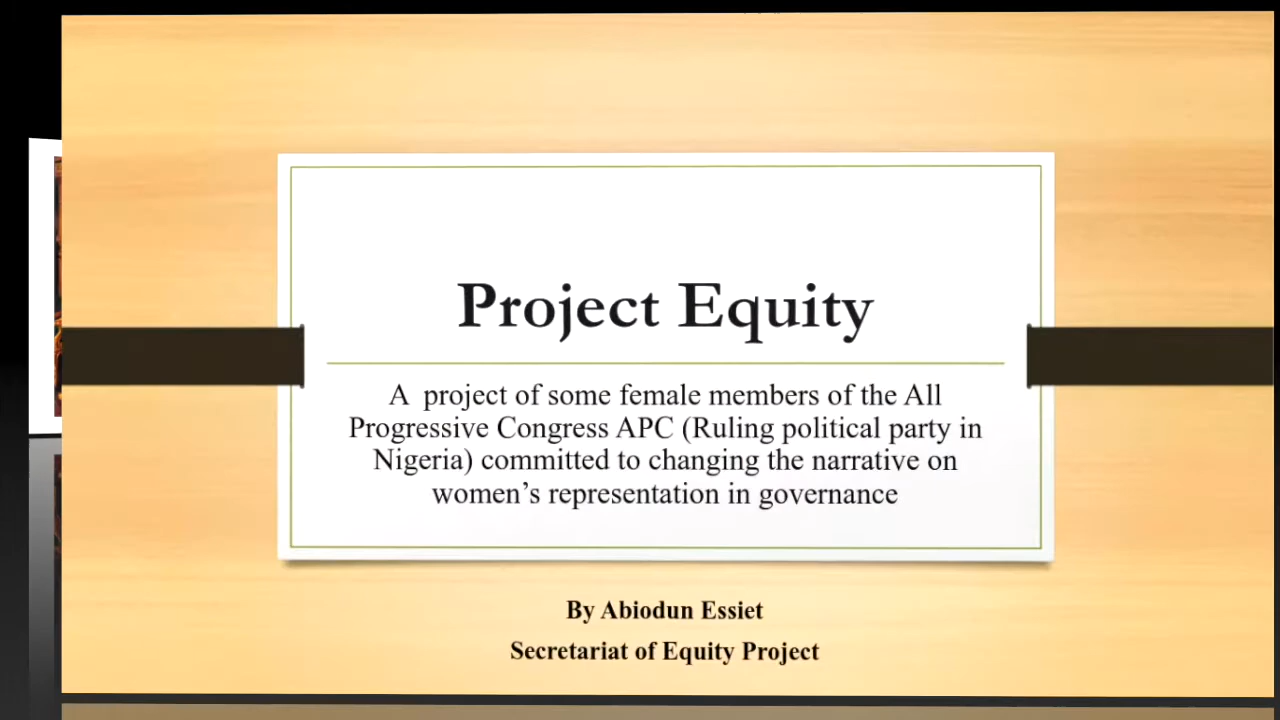 Project Equity
A  project of some female members of the All
Progressive Congress APC (Ruling political party in
Nigeria) committed to changing the narrative on
women’s representation in governance
By Abiodun Essiet
Secretariat of Equity Project